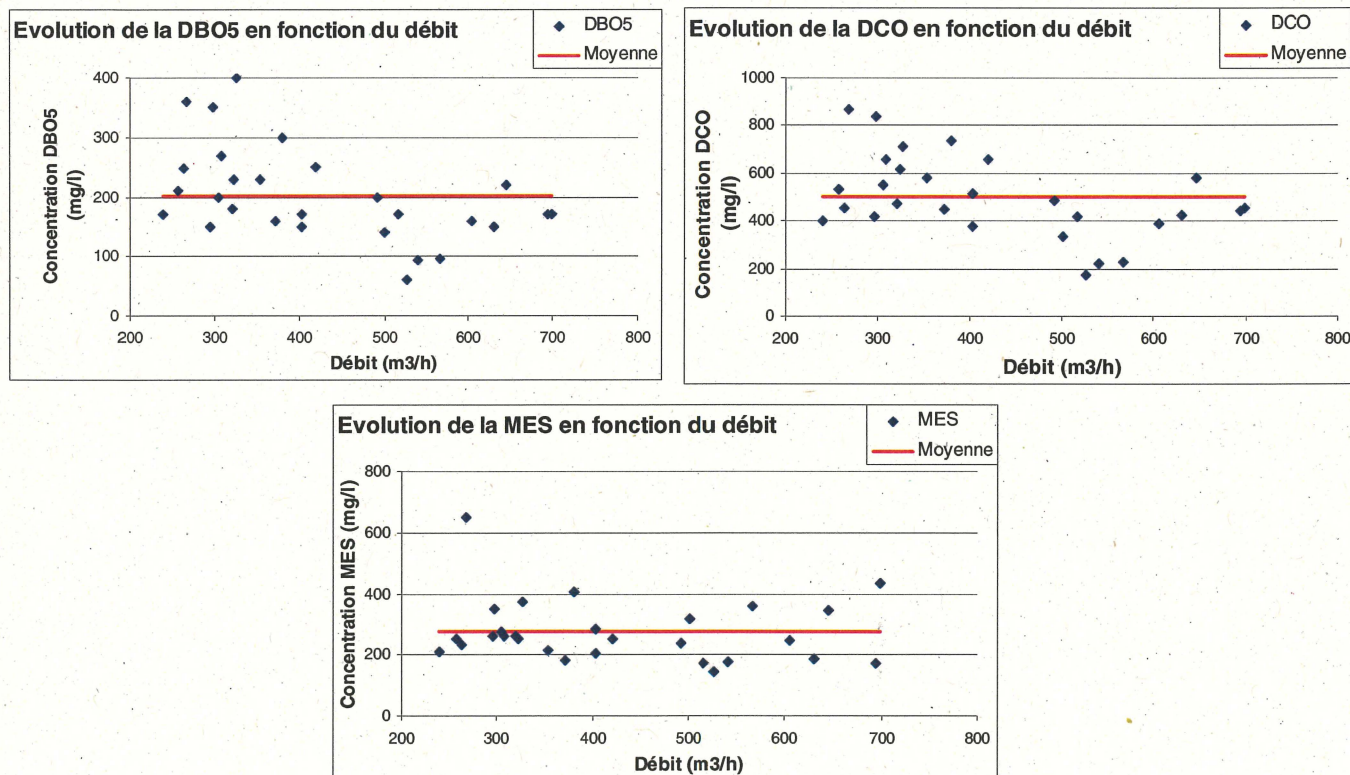 Evolution de la DBO5 en fonction du débit
DBO5
Moyenne
Concentration DBO5
(mg/l)
400
300
200
100
0
200 300 400 500 600 700 800
Débit (m3/h)
Evolution de la DCO en fonction du débit
DCO
Moyenne
Concentration DCO
(mg/l)
1000
800
600
400
200
0
200 300 400 500 600 700 800
Débit (m3/h)
Evolution de la MES en fonction du débit
MES
Moyenne
Concentration MES (mg/l)
800
600
400
200
0
200 300 400 500 600 700 800
Débit (m3/h)